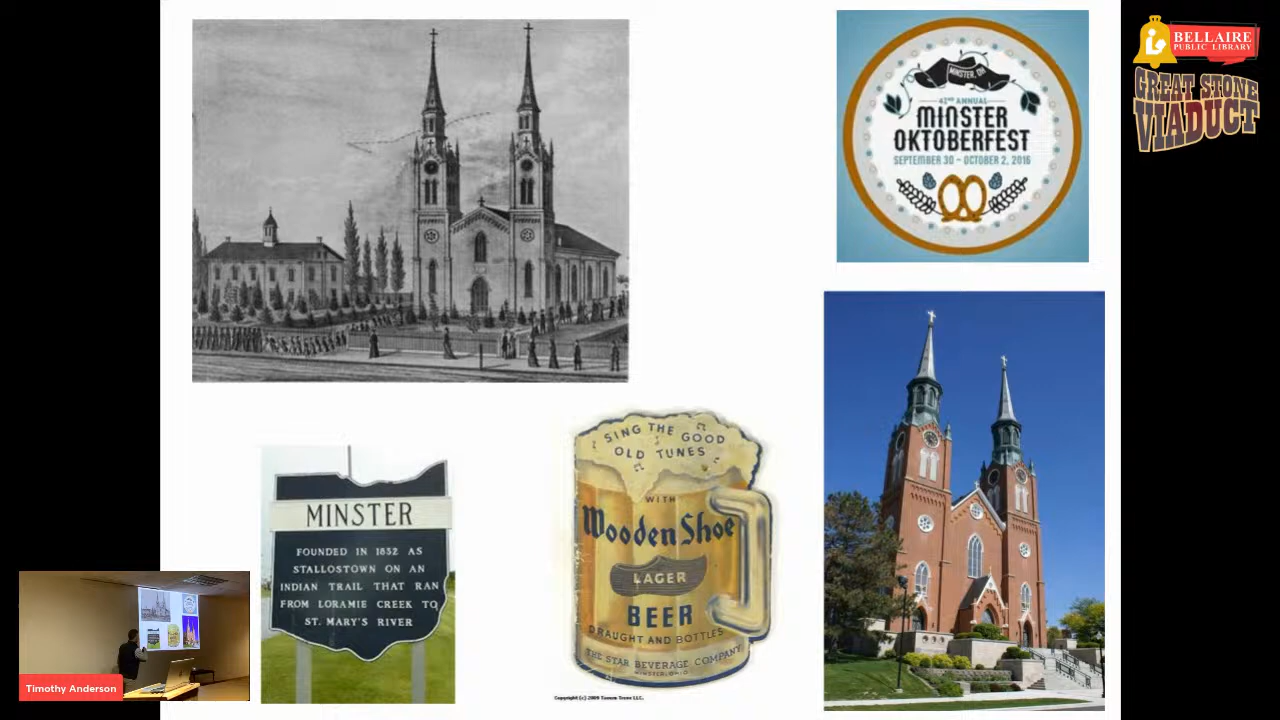 BELLAIRE
PUBLIC LIBRARY
GREAT STONE
VIADUCT
MINSTER, OH
42ND ANNUAL
MINSTER
OKTOBERFEST
SEPTEMBER 30 - OCTOBER 2, 2016
SING THE GOOD
OLD TUNES
WITH
Wooden Shoe
LAGER
BEER
DRAUGHT AND BOTTLES
THE STAR BEVERAGE COMPANY
MINSTER, OHIO
MINSTER
FOUNDED IN 1832 AS
STALLOSTOWN ON AN
INDIAN TRAIL THAT RAN
FROM LORAMIE CREEK TO
ST. MARY'S RIVER
Timothy Anderson